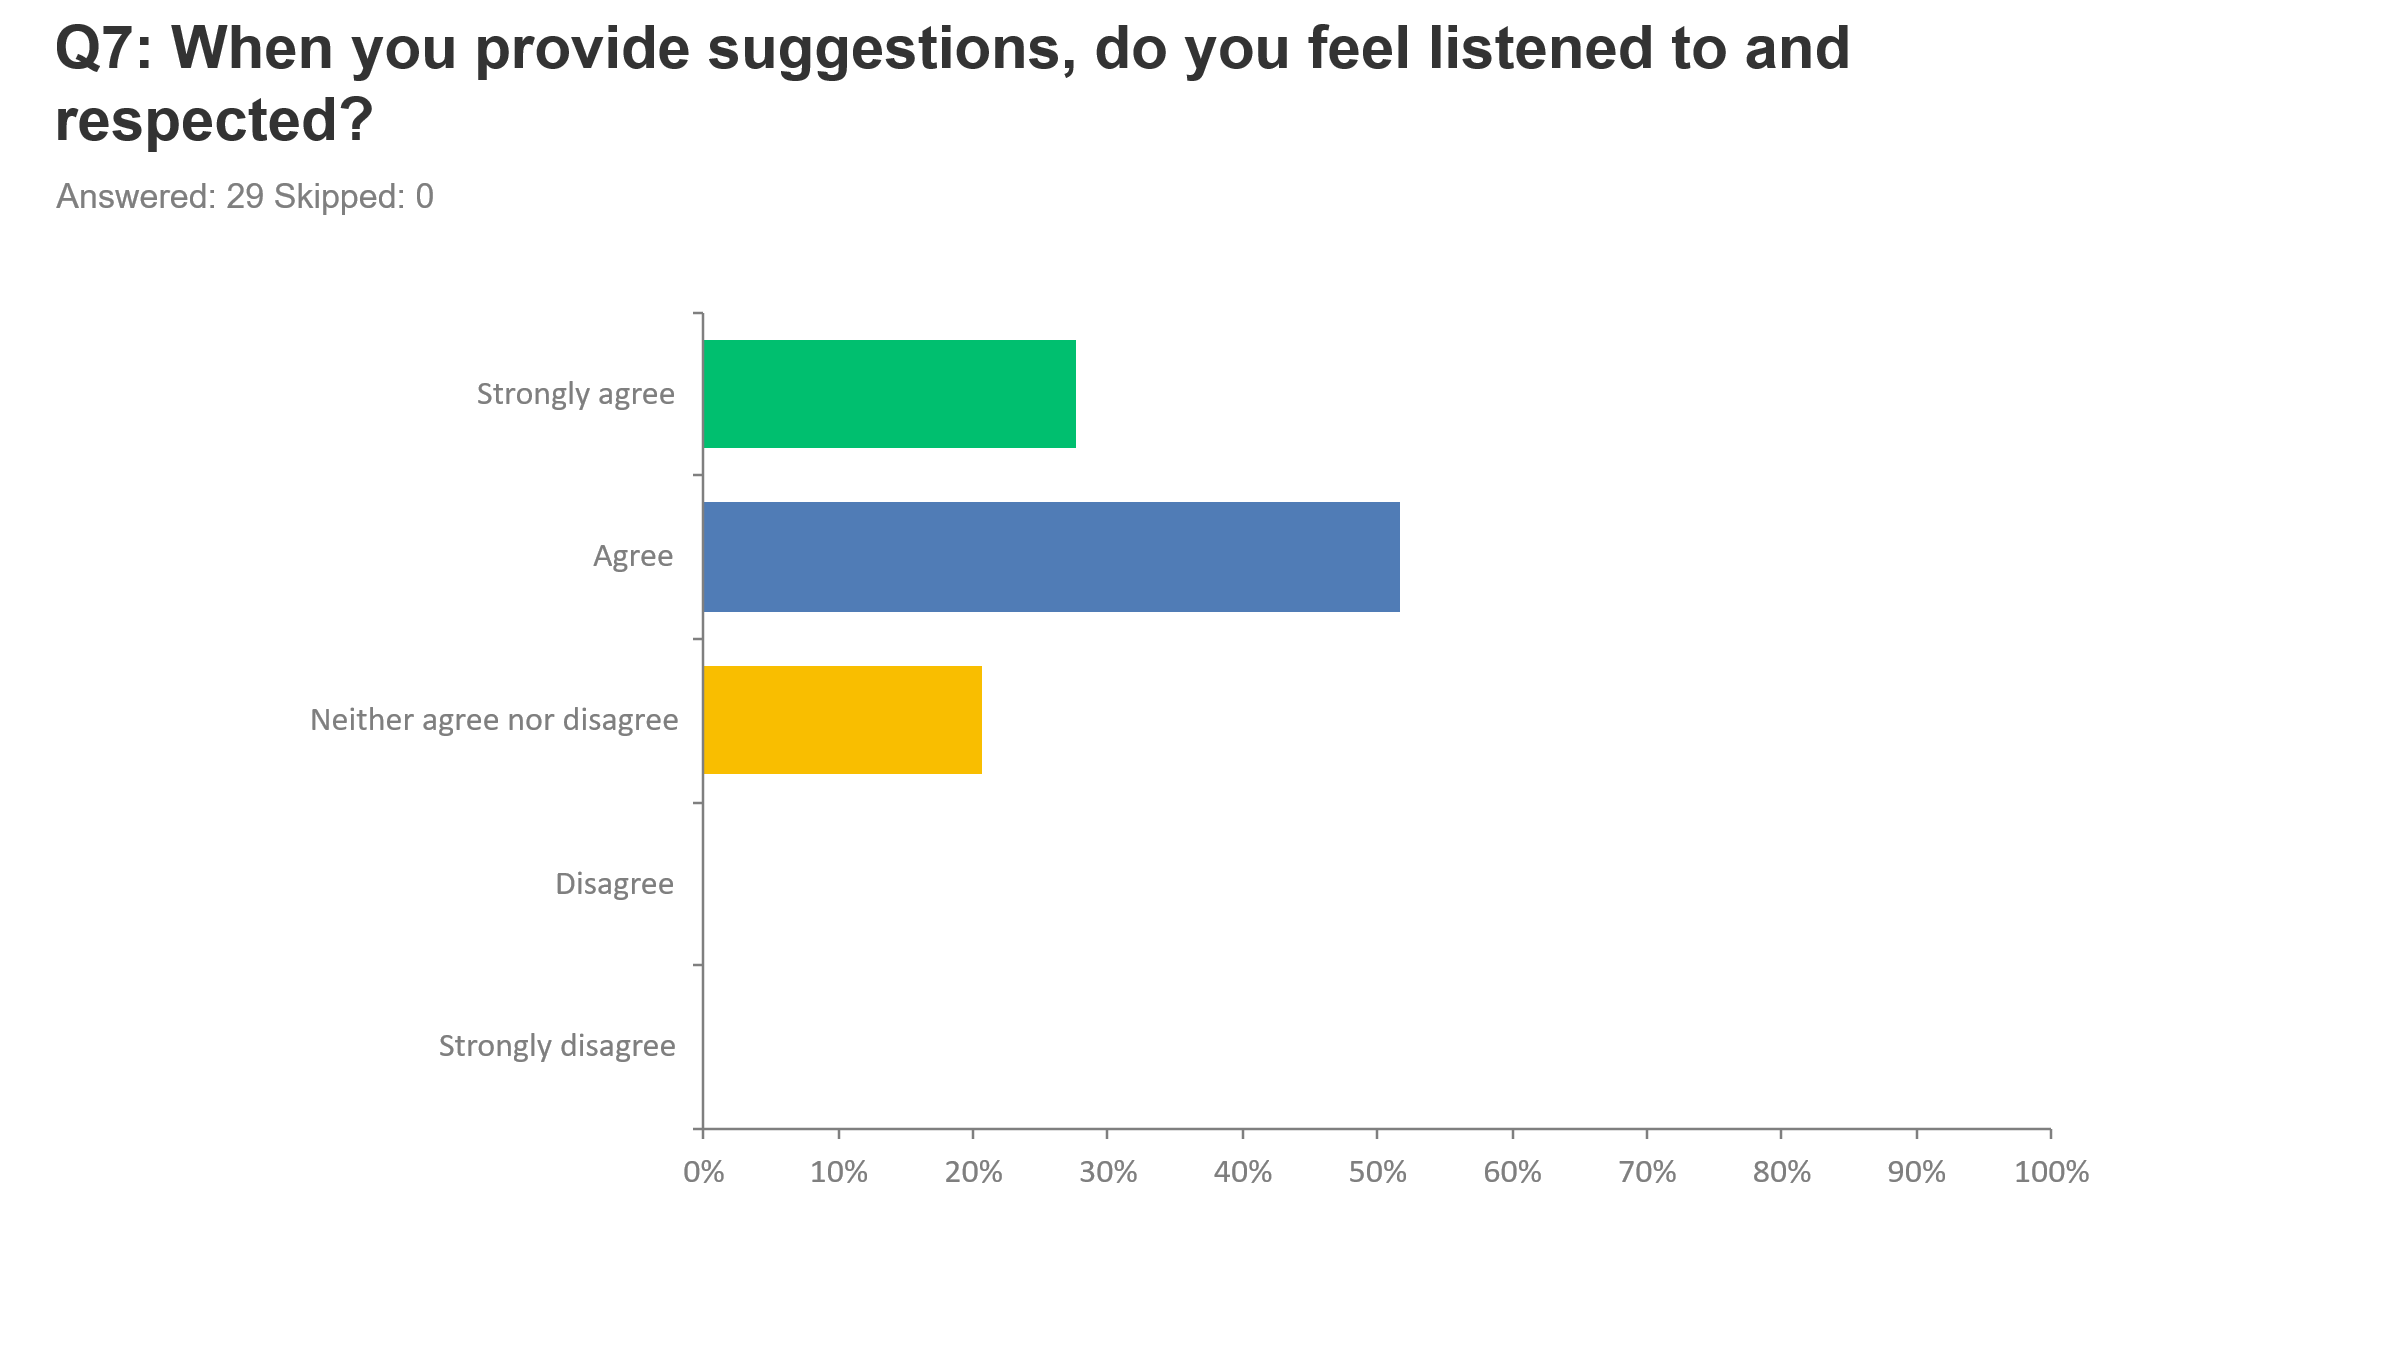 Q7: When you provide suggestions, do you feel listened to and
respected?
Answered: 29 Skipped: 0
Strongly agree
Agree
Neither agree nor disagree
Disagree
Strongly disagree
0% 10% 20% 30% 40% 50% 60% 70% 80% 90% 100%